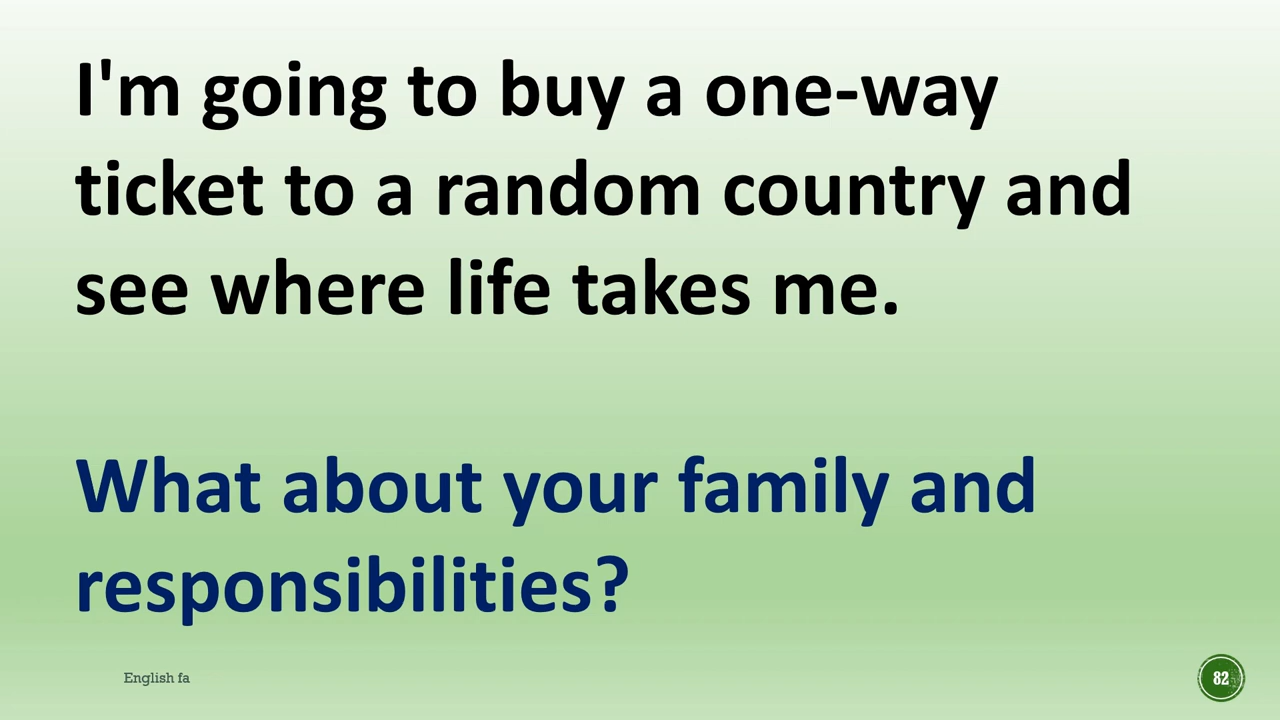 I'm going to buy a one-way
ticket to a random country and
see where life takes me.
What about your family and
responsibilities?
English fa
82